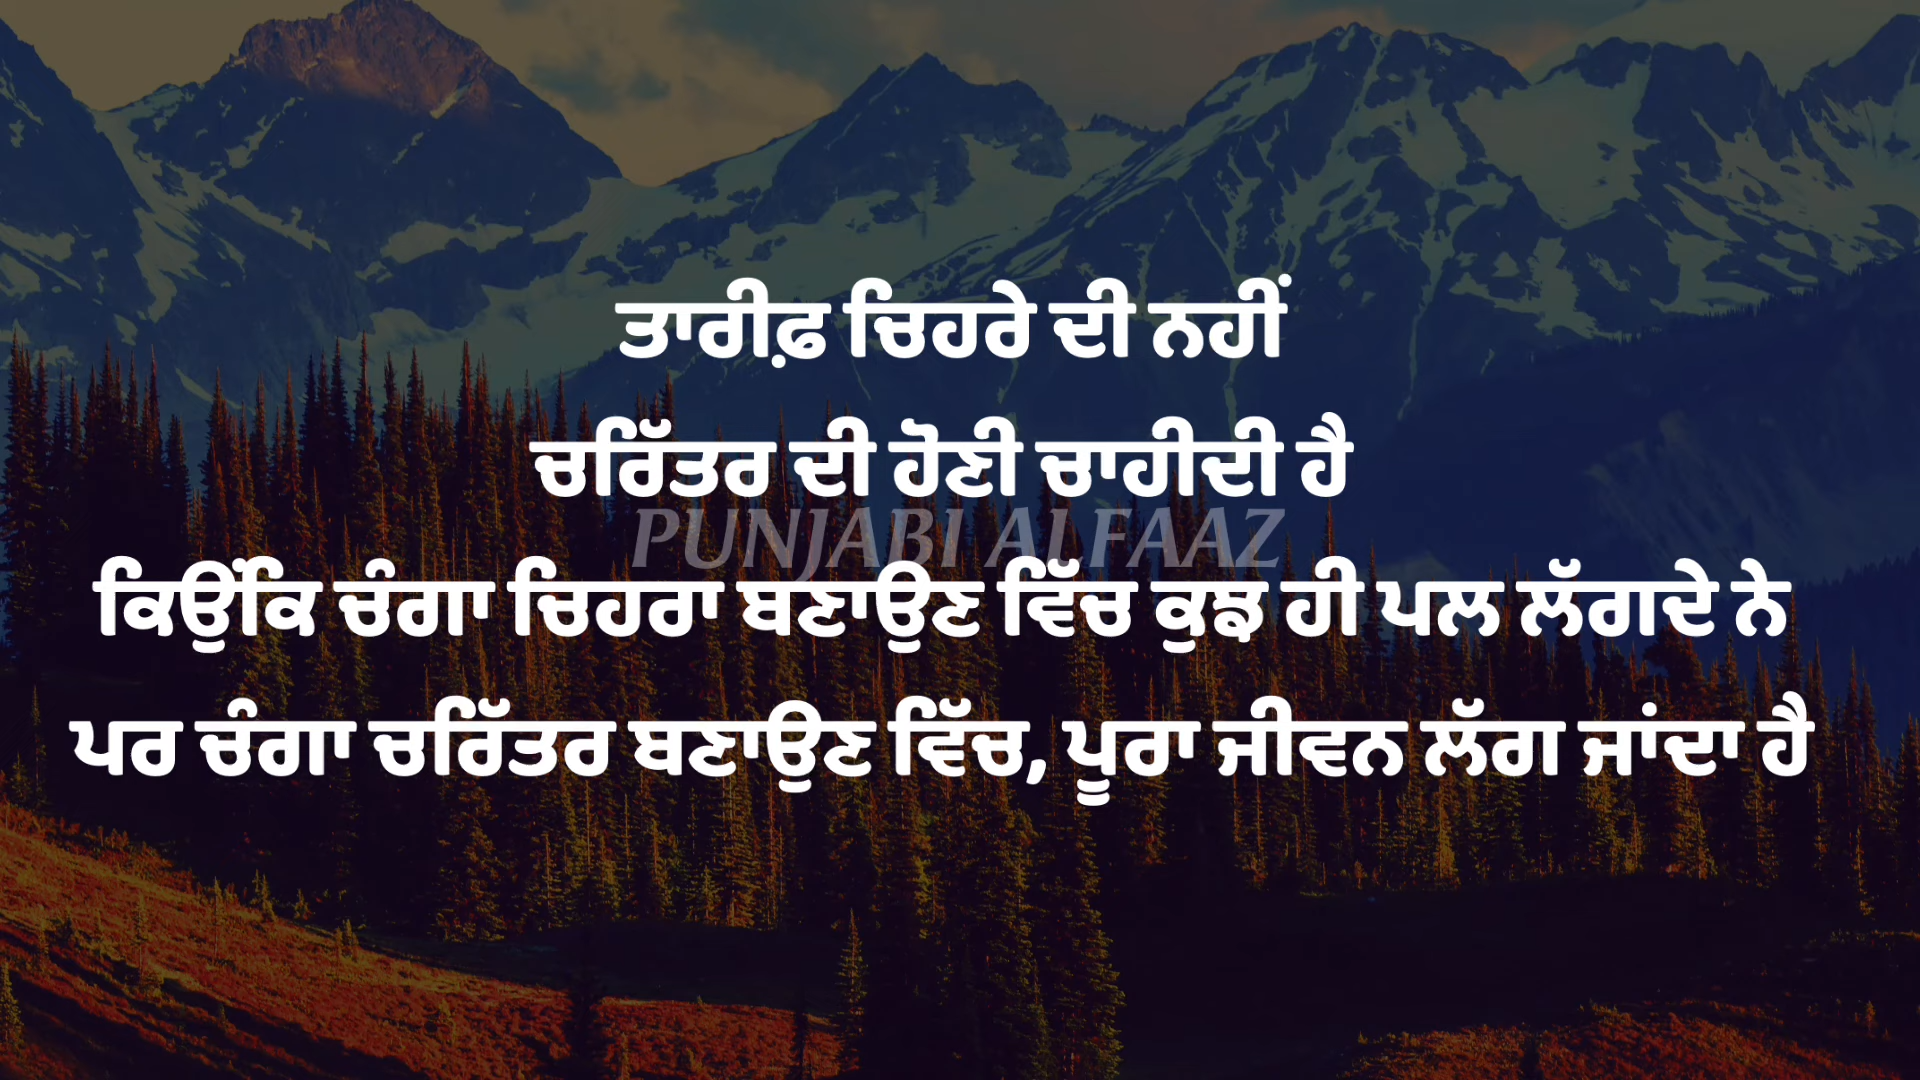 ਤਾਰੀਫ਼ ਚਿਹਰੇ ਦੀ ਨਹੀਂ
ਚਰਿੱਤਰ ਦੀ ਹੋਣੀ ਚਾਹੀਦੀ ਹੈ
PUNJABI ALFAAZ
ਕਿਉਂਕਿ ਚੰਗਾ ਚਿਹਰਾ ਬਣਾਉਣ ਵਿੱਚ ਕੁਝ ਹੀ ਪਲ ਲੱਗਦੇ ਨੇ
ਪਰ ਚੰਗਾ ਚਰਿੱਤਰ ਬਣਾਉਣ ਵਿੱਚ, ਪੂਰਾ ਜੀਵਨ ਲੱਗ ਜਾਂਦਾ ਹੈ